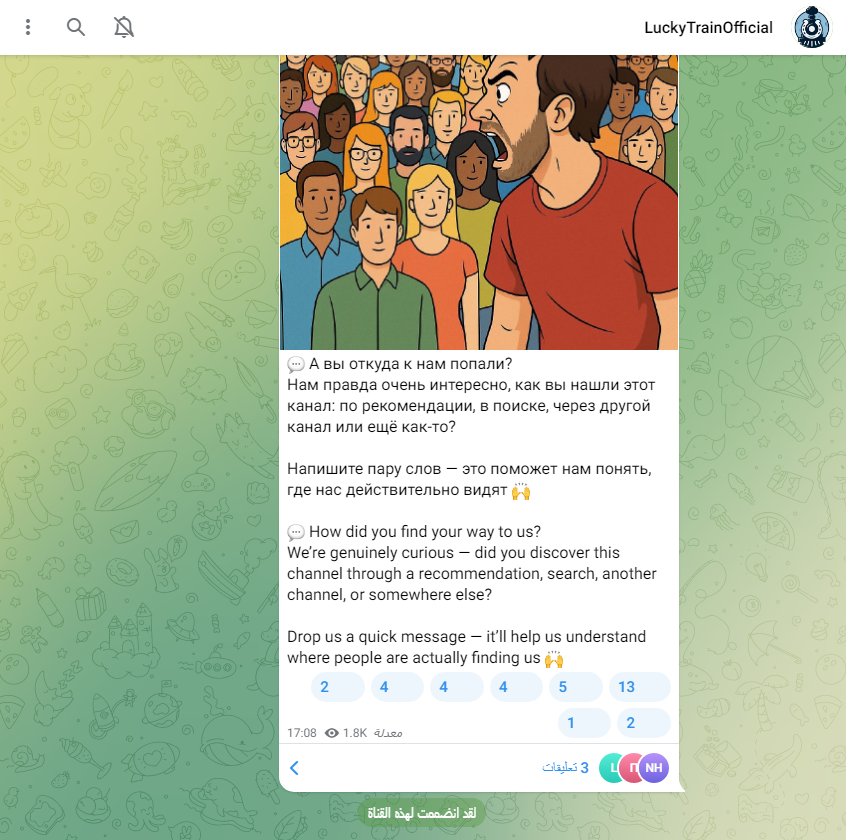 LuckyTrainOfficial
💬 А вы откуда к нам попали?
Нам правда очень интересно, как вы нашли этот
канал: по рекомендации, в поиске, через другой
канал или ещё как-то?
Напишите пару слов — это поможет нам понять,
где нас действительно видят 🙌
💬 How did you find your way to us?
We’re genuinely curious — did you discover this
channel through a recommendation, search, another
channel, or somewhere else?
Drop us a quick message — it’ll help us understand
where people are actually finding us 🙌
2 4 4 4 5 13
1 2
17:08 1.8K معدلة
3 تعليقات L П NH
لقد انضممت لهذه القناة